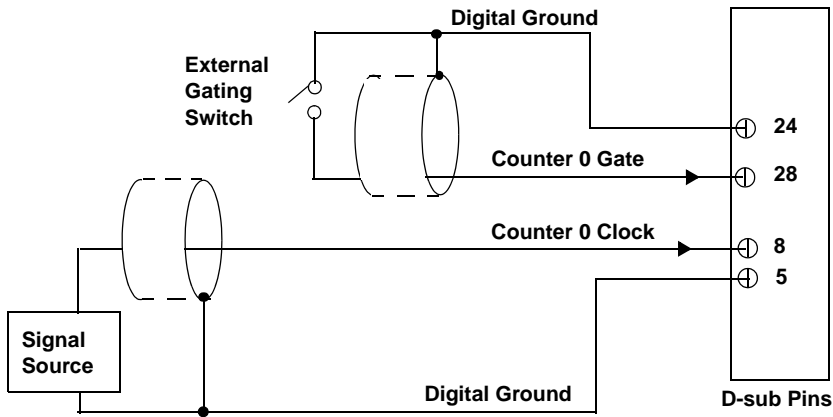 Digital Ground
External
Gating
Switch
24
Counter 0 Gate
28
Counter 0 Clock
8
5
Signal
Source
Digital Ground
D-sub Pins